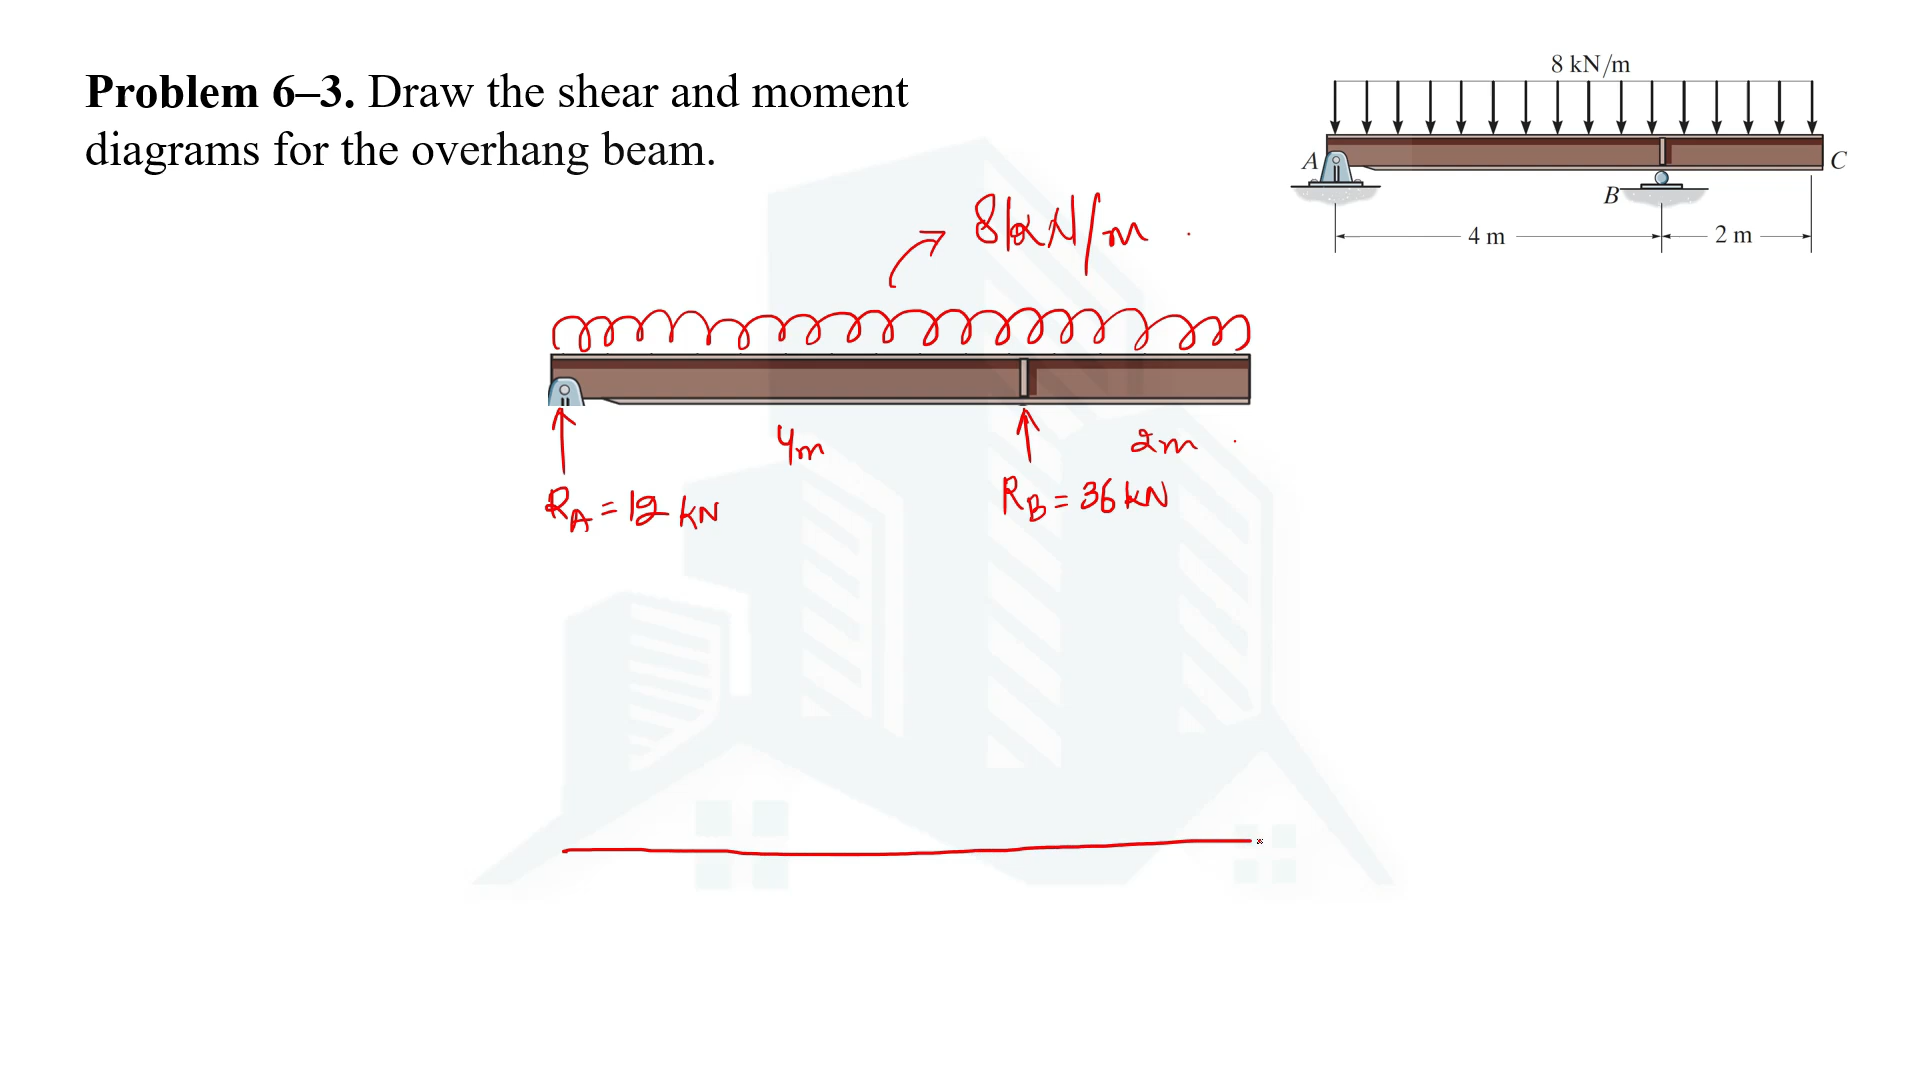 Problem 6–3. Draw the shear and moment
diagrams for the overhang beam.
8 kN/m
A
B
C
4 m
2 m
8kN/m
4m
2m
RA = 12 kN
RB = 36 kN